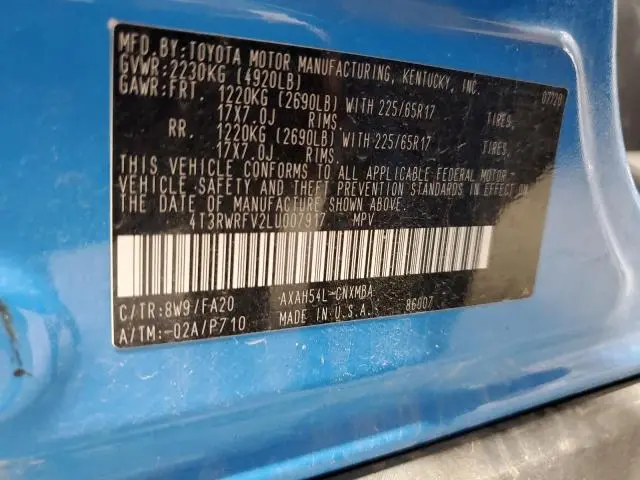 MFD.BY:TOYOTA MOTOR MANUFACTURING, KENTUCKY, INC. 07/20
GVWR:2230KG (4920LB)
GAWR:FRT. 1220KG (2690LB) WITH 225/65R17 TIRES,
17X7.0J RIMS,
RR. 1220KG (2690LB) WITH 225/65R17 TIRES,
17X7.0J RIMS.
THIS VEHICLE CONFORMS TO ALL APPLICABLE FEDERAL MOTOR
VEHICLE SAFETY AND THEFT PREVENTION STANDARDS IN EFFECT ON
THE DATE OF MANUFACTURE SHOWN ABOVE.
4T3RWRFV2LU007917 MPV
C/TR:8W9/FA20 AXAH54L-CNXMBA
A/TM:-02A/P710 MADE IN U.S.A. 86007